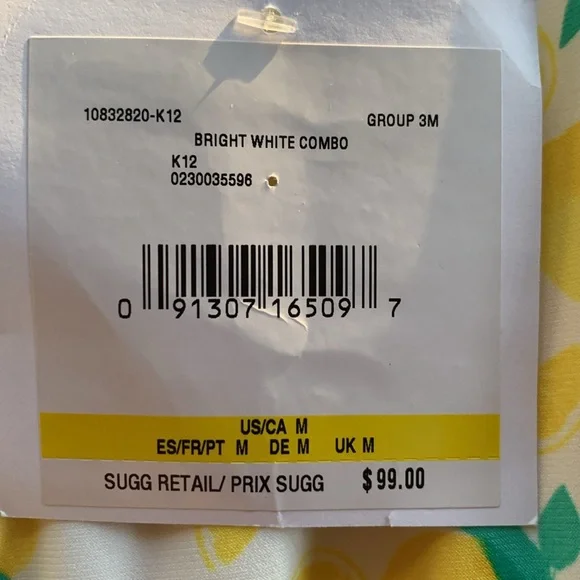 10832820-K12 GROUP 3M
BRIGHT WHITE COMBO
K12
0230035596
0 91307 16509 7
US/CA M
ES/FR/PT M DE M UK M
SUGG RETAIL/ PRIX SUGG $99.00